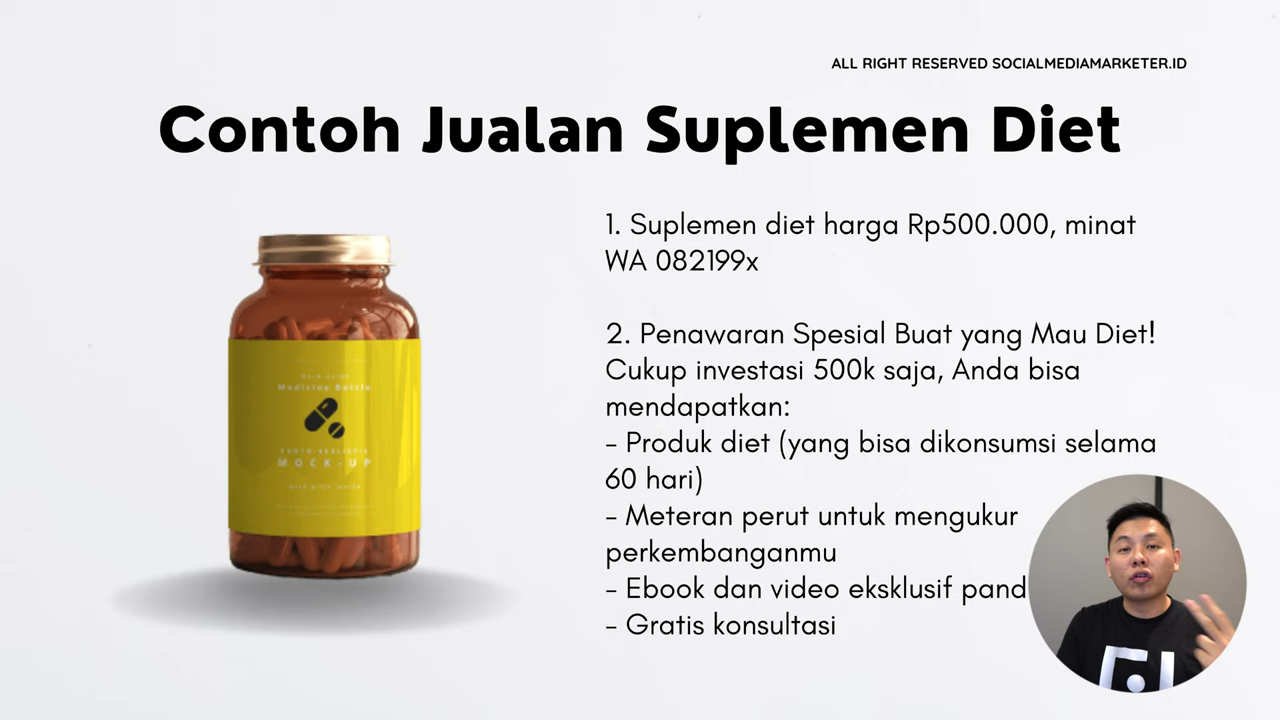 ALL RIGHT RESERVED SOCIALMEDIAMARKETER.ID
Contoh Jualan Suplemen Diet
1. Suplemen diet harga Rp500.000, minat
WA 082199x
2. Penawaran Spesial Buat yang Mau Diet!
Cukup investasi 500k saja, Anda bisa
mendapatkan:
- Produk diet (yang bisa dikonsumsi selama
60 hari)
- Meteran perut untuk mengukur
perkembanganmu
- Ebook dan video eksklusif pand
- Gratis konsultasi
Medicine Bottle
MOCK-UP